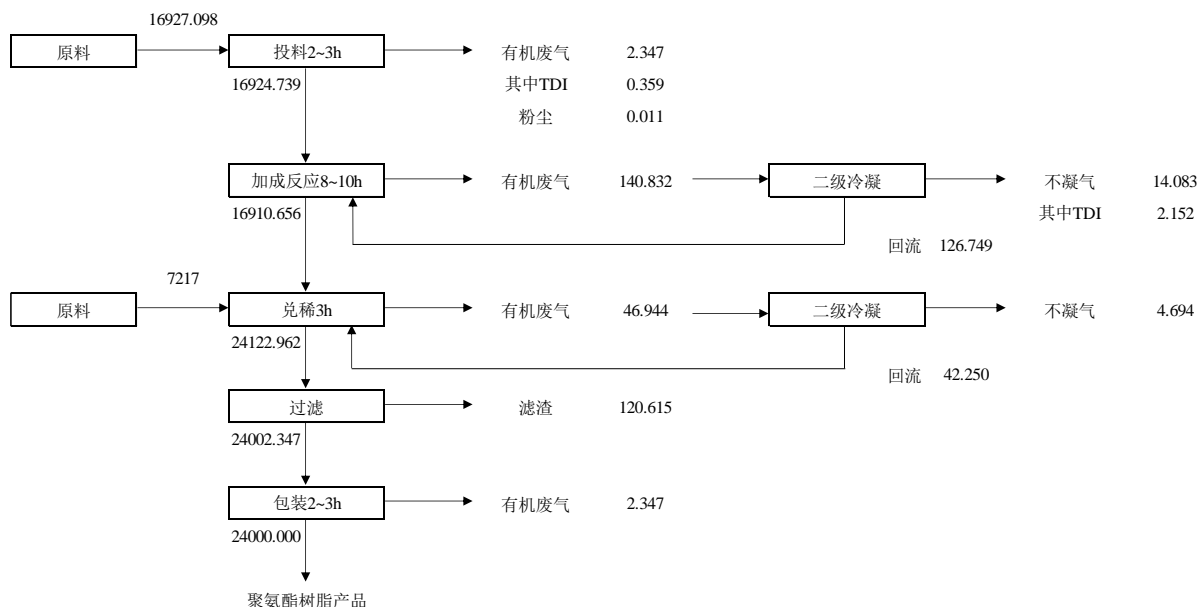 16927.098
原料 投料2~3h 有机废气 2.347
16924.739 其中TDI 0.359
粉尘 0.011
加成反应8~10h 有机废气 140.832 二级冷凝 不凝气 14.083
16910.656 其中TDI 2.152
回流 126.749
7217
原料 兑稀3h 有机废气 46.944 二级冷凝 不凝气 4.694
24122.962
回流 42.250
过滤 滤渣 120.615
24002.347
包装2~3h 有机废气 2.347
24000.000
聚氨酯树脂产品